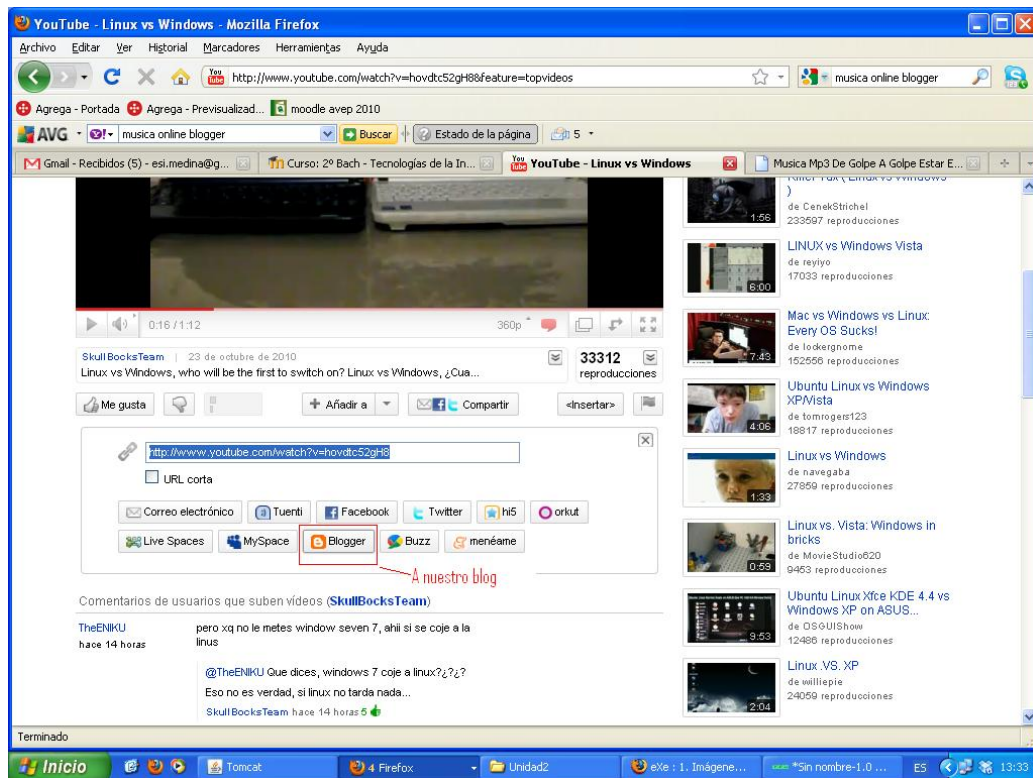 YouTube - Linux vs Windows - Mozilla Firefox
Archivo Editar Ver Historial Marcadores Herramientas Ayuda
http://www.youtube.com/watch?v=hovdtc52gH8&feature=topvideos
musica online blogger
Agrega - Portada Agrega - Previsualizad... moodle avep 2010
AVG musica online blogger Buscar Estado de la página 5
Gmail - Recibidos (5) - esi.medina@g... Curso: 2º Bach - Tecnologías de la In... YouTube - Linux vs Windows Musica Mp3 De Golpe A Golpe Estar E...
Killer Tux ( Linux vs Windows
)
de CenekStrichel
1:56
233597 reproducciones
LINUX vs Windows Vista
de reyiyo
17033 reproducciones
6:00
Mac vs Windows vs Linux:
Every OS Sucks!
de lockergnome
7:43
152556 reproducciones
Ubuntu Linux vs Windows
XP/Vista
de tomrogers123
4:06
18817 reproducciones
Linux vs Windows
de navegaba
27859 reproducciones
1:33
Linux vs. Vista: Windows in
bricks
de MovieStudio620
0:59
9453 reproducciones
Ubuntu Linux Xfce KDE 4.4 vs
Windows XP on ASUS...
de OSGUIShow
9:53
12486 reproducciones
Linux .VS. XP
de williepie
24059 reproducciones
2:04
0:16 / 1:12 360p
SkullBocksTeam | 23 de octubre de 2010
Linux vs Windows, who will be the first to switch on? Linux vs Windows, ¿Cua...
33312
reproducciones
Me gusta Añadir a Compartir <Insertar>
http://www.youtube.com/watch?v=hovdtc52gH8
URL corta
Correo electrónico Tuenti Facebook Twitter hi5 orkut
Live Spaces MySpace Blogger Buzz menéame
A nuestro blog
Comentarios de usuarios que suben vídeos (SkullBocksTeam)
TheENIKU
hace 14 horas
pero xq no le metes window seven 7, ahii si se coje a la
linus
@TheENIKU Que dices, windows 7 coje a linux?¿?¿?
Eso no es verdad, si linux no tarda nada...
SkullBocksTeam hace 14 horas 5
Terminado
Inicio Tomcat 4 Firefox Unidad2 eXe : 1. Imágene... *Sin nombre-1.0 ... ES 13:33